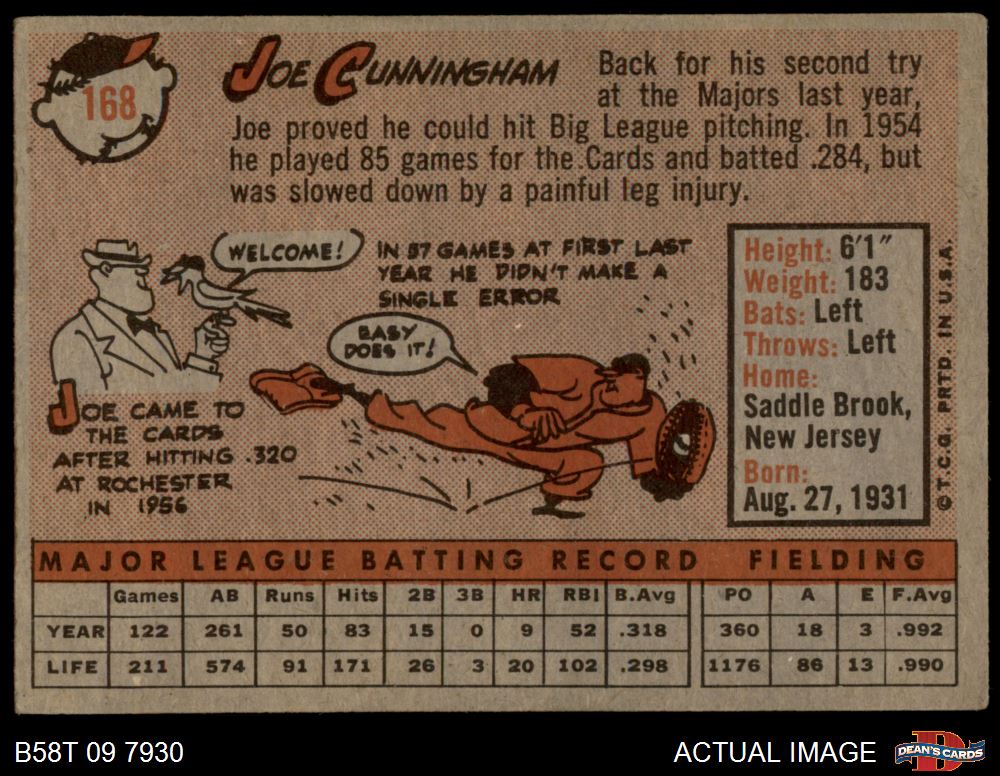 168
Joe Cunningham
Back for his second try
at the Majors last year,
Joe proved he could hit Big League pitching. In 1954
he played 85 games for the Cards and batted .284, but
was slowed down by a painful leg injury.
WELCOME!
IN 57 GAMES AT FIRST LAST
YEAR HE DIDN'T MAKE A
SINGLE ERROR
EASY
DOES IT!
JOE CAME TO
THE CARDS
AFTER HITTING .320
AT ROCHESTER
IN 1956
Height: 6'1"
Weight: 183
Bats: Left
Throws: Left
Home:
Saddle Brook,
New Jersey
Born:
Aug. 27, 1931
© T.C.G. PRTD. IN U.S.A.
MAJOR LEAGUE BATTING RECORD FIELDING
Games AB Runs Hits 2B 3B HR RBI B.Avg PO A E F.Avg
YEAR 122 261 50 83 15 0 9 52 .318 360 18 3 .992
LIFE 211 574 91 171 26 3 20 102 .298 1176 86 13 .990
B58T 09 7930
ACTUAL IMAGE
D
DEAN'S CARDS